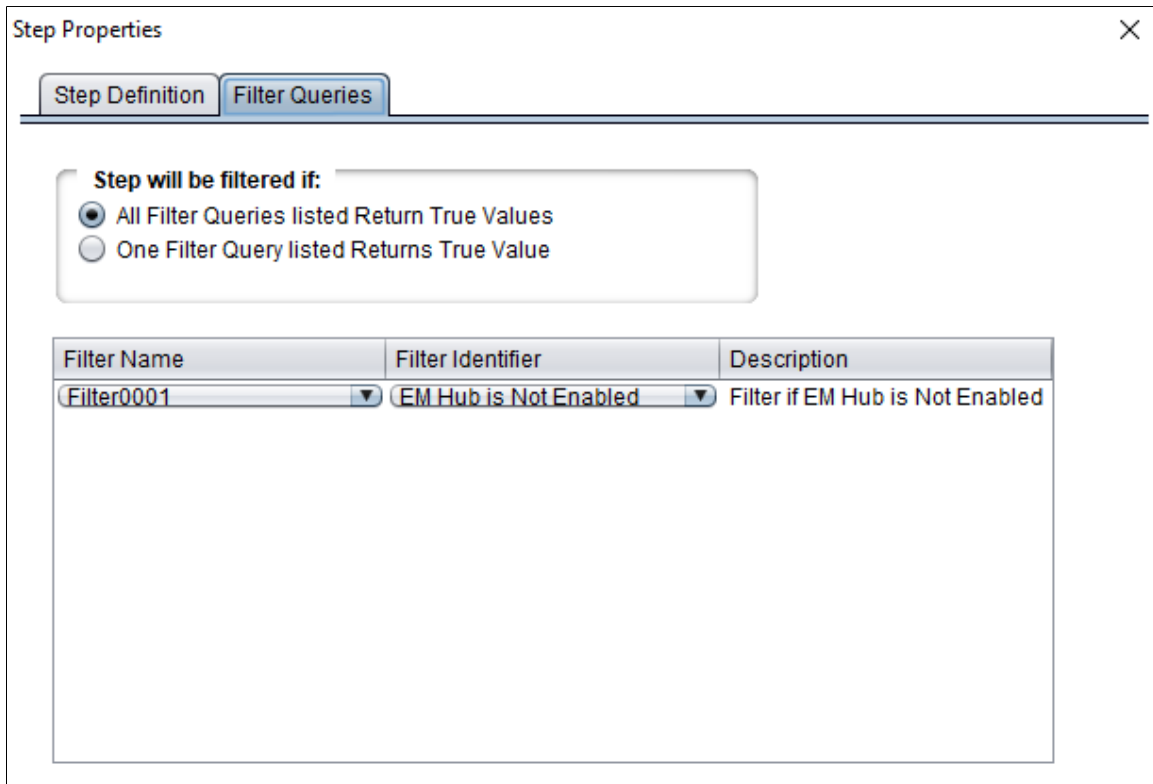 Step Properties
Step Definition Filter Queries
Step will be filtered if:
All Filter Queries listed Return True Values
One Filter Query listed Returns True Value
Filter Name Filter Identifier Description
Filter0001 EM Hub is Not Enabled Filter if EM Hub is Not Enabled